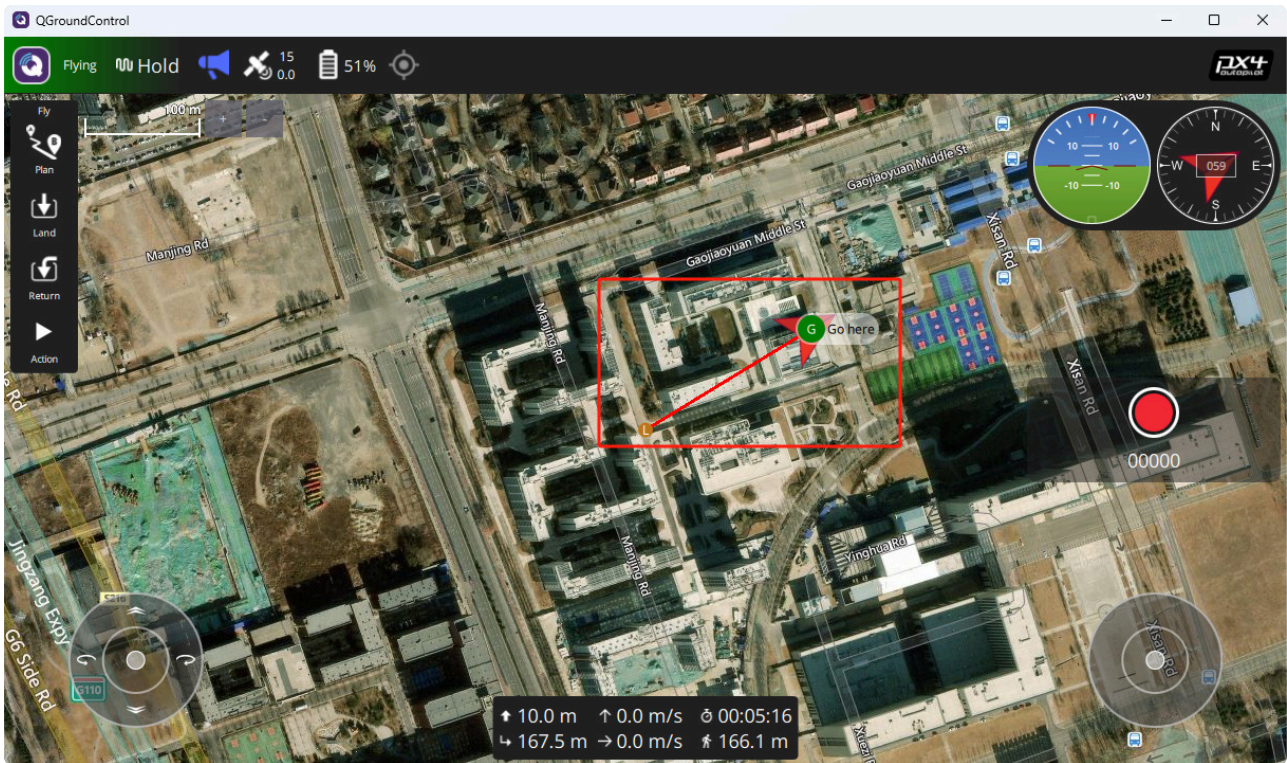 QGroundControl
Flying
Hold
15
0.0
51%
PX4
autopilot
Fly
Plan
Land
Return
Action
100 m
+
-
10 10
-10 -10
N
W 059 E
S
Gaojiaoyuan Middle St
Gaojiaoyuan Middle St
Xisan Rd
Manjing Rd
Manjing Rd
G Go here
L
Xisan Rd
00000
Yinghua Rd
Manjing Rd
Jingzang Expy
S216
G6 Side Rd
G110
Xisan Rd
10.0 m 0.0 m/s 00:05:16
167.5 m 0.0 m/s 166.1 m